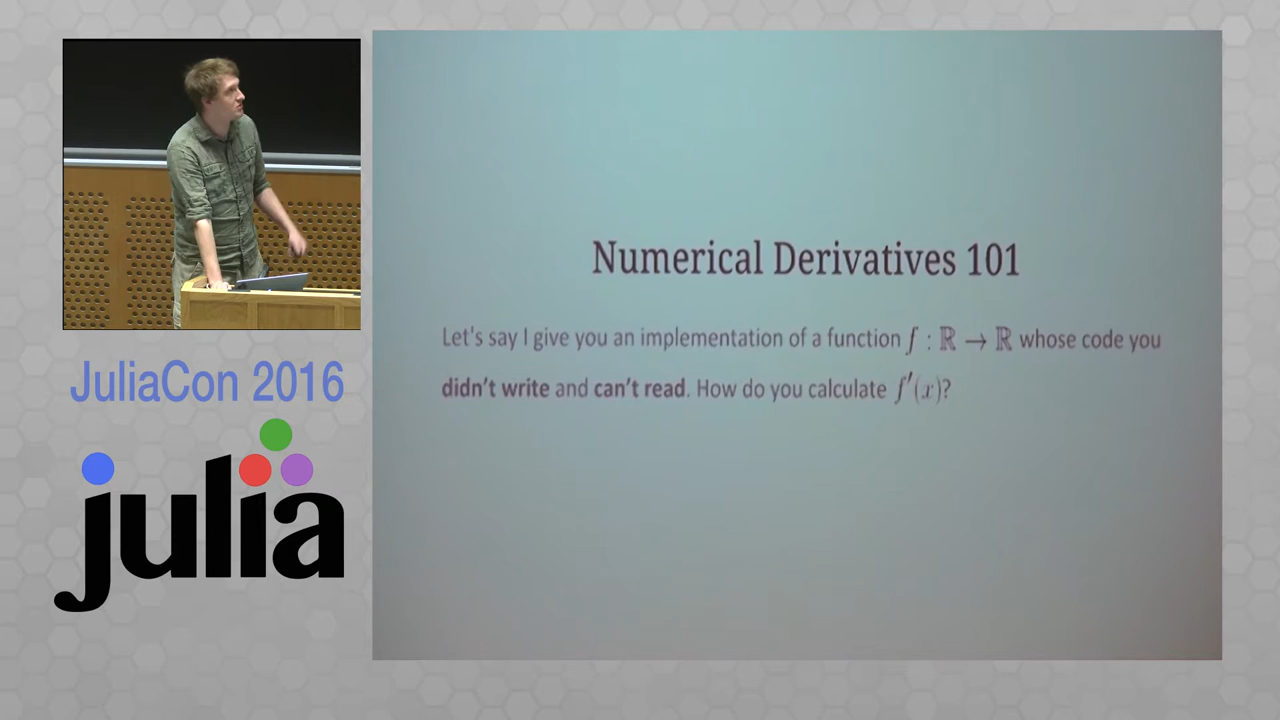 JuliaCon 2016
julia
Numerical Derivatives 101
Let's say I give you an implementation of a function f : ℝ → ℝ whose code you
didn't write and can't read. How do you calculate f′(x)?